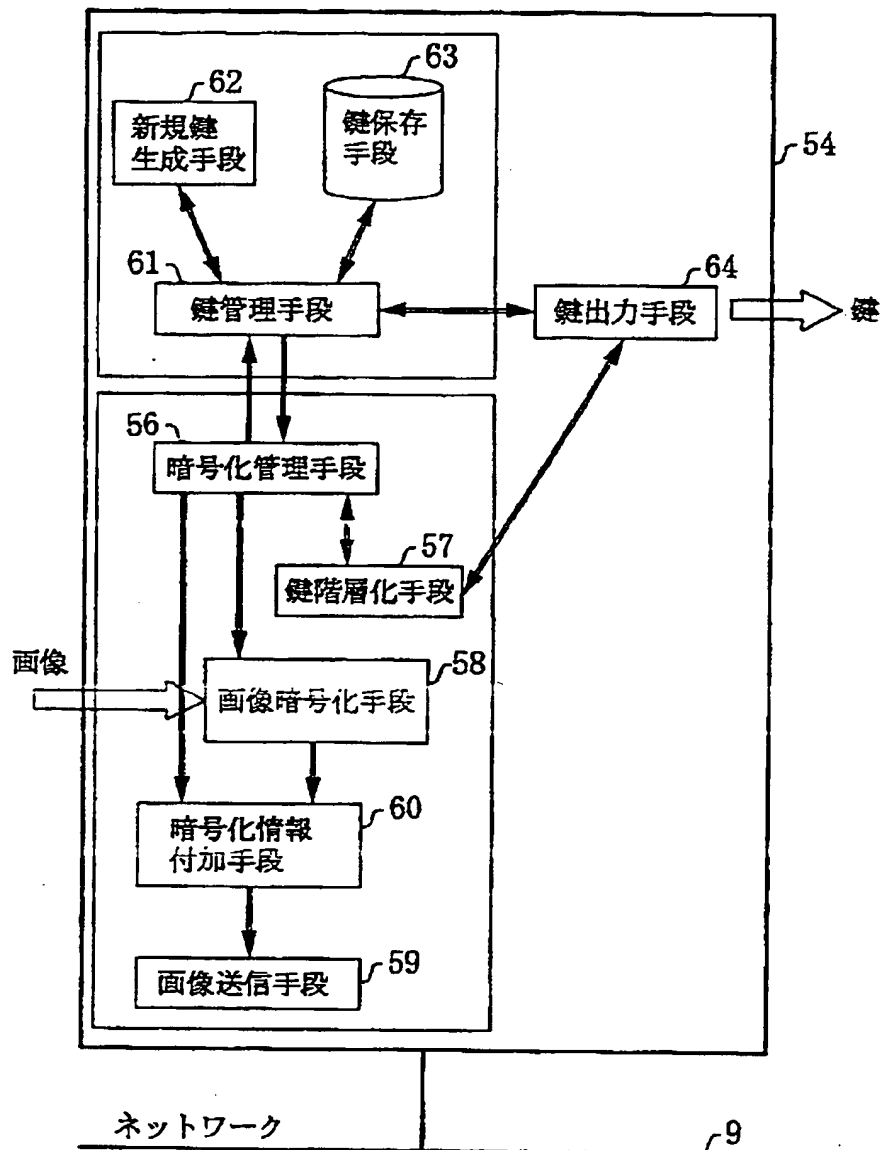 62
新規鍵
生成手段
63
鍵保存
手段
54
61
鍵管理手段
64
鍵出力手段
鍵
56
暗号化管理手段
57
鍵階層化手段
画像
58
画像暗号化手段
60
暗号化情報
付加手段
59
画像送信手段
ネットワーク
9